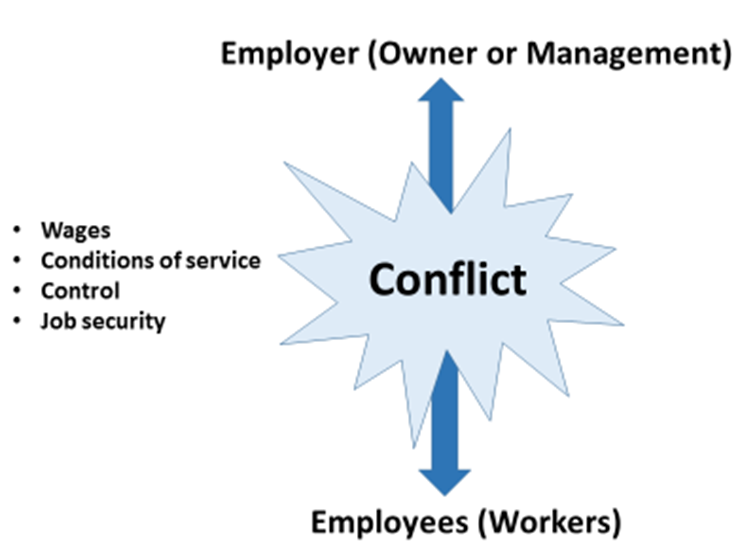 Employer (Owner or Management)
• Wages
• Conditions of service
• Control
• Job security
Conflict
Employees (Workers)